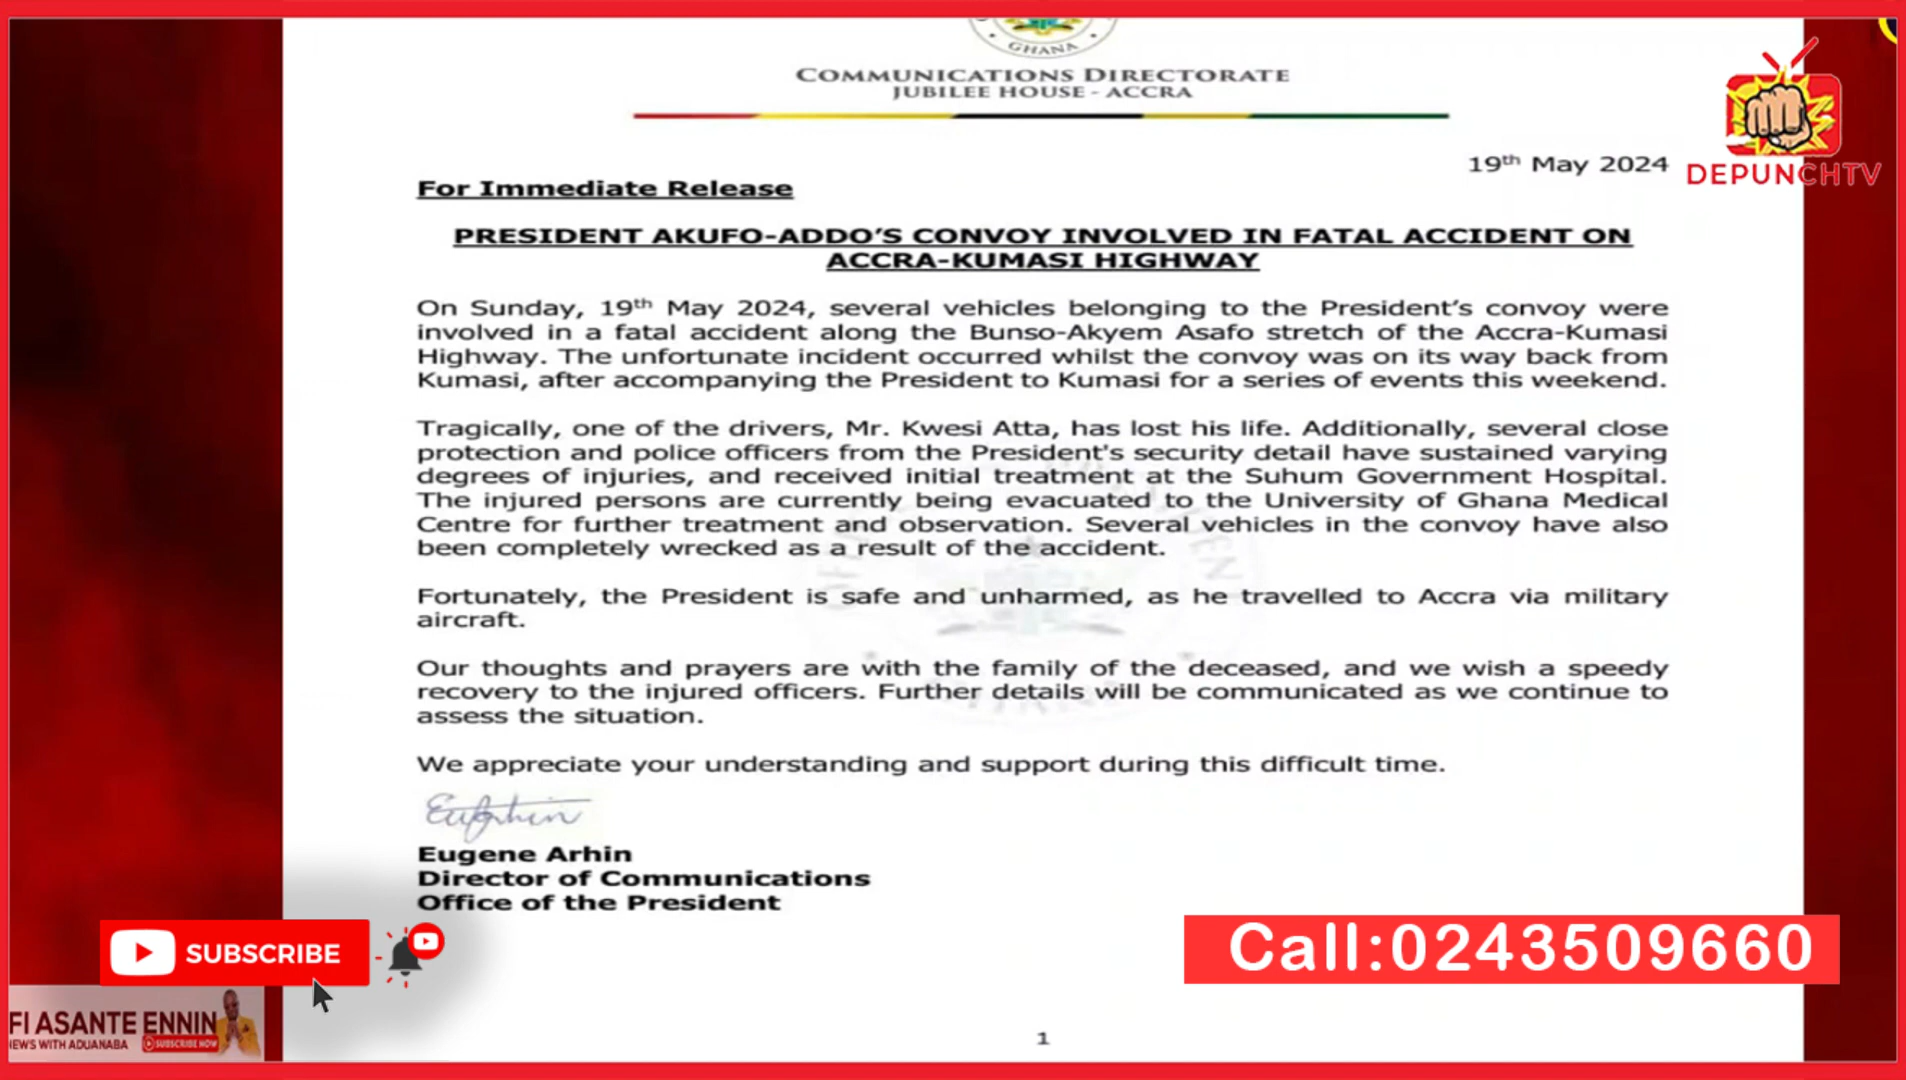 GHANA
COMMUNICATIONS DIRECTORATE
JUBILEE HOUSE - ACCRA
DEPUNCHTV
19th May 2024
For Immediate Release
PRESIDENT AKUFO-ADDO'S CONVOY INVOLVED IN FATAL ACCIDENT ON
ACCRA-KUMASI HIGHWAY
On Sunday, 19th May 2024, several vehicles belonging to the President's convoy were
involved in a fatal accident along the Bunso-Akyem Asafo stretch of the Accra-Kumasi
Highway. The unfortunate incident occurred whilst the convoy was on its way back from
Kumasi, after accompanying the President to Kumasi for a series of events this weekend.
Tragically, one of the drivers, Mr. Kwesi Atta, has lost his life. Additionally, several close
protection and police officers from the President's security detail have sustained varying
degrees of injuries, and received initial treatment at the Suhum Government Hospital.
The injured persons are currently being evacuated to the University of Ghana Medical
Centre for further treatment and observation. Several vehicles in the convoy have also
been completely wrecked as a result of the accident.
Fortunately, the President is safe and unharmed, as he travelled to Accra via military
aircraft.
Our thoughts and prayers are with the family of the deceased, and we wish a speedy
recovery to the injured officers. Further details will be communicated as we continue to
assess the situation.
We appreciate your understanding and support during this difficult time.
Eugene Arhin
Director of Communications
Office of the President
SUBSCRIBE
Call:0243509660
FI ASANTE ENNIN
EWS WITH ADUANABA
SUBSCRIBE NOW
1